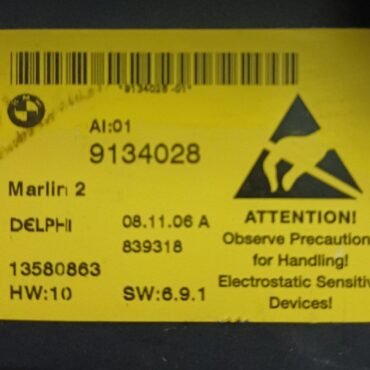 *9134028-01*
BMW
AI:01
9134028
Marlin 2
DELPHI
08.11.06 A
839318
13580863
HW:10
SW:6.9.1
ATTENTION!
Observe Precaution
for Handling!
Electrostatic Sensitiv
Devices!